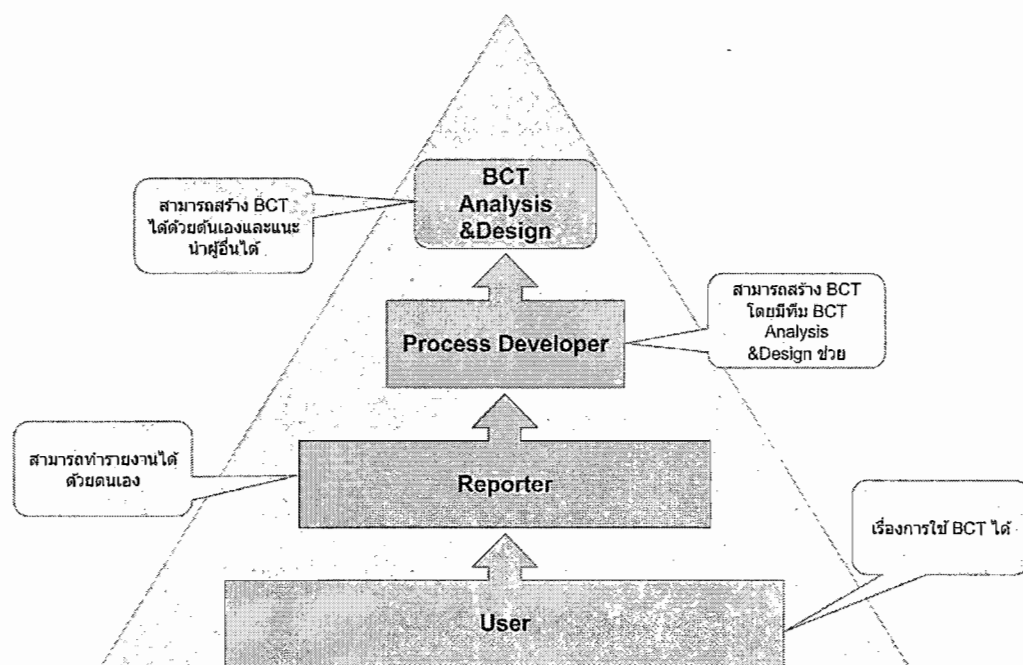 BCT
Analysis
&Design
สามารถสร้าง BCT
ได้ด้วยตนเองและแนะ
นำผู้อื่นได้
สามารถสร้าง BCT
โดยมีทีม BCT
Analysis
&Design ช่วย
Process Developer
สามารถทำรายงานได้
ด้วยตนเอง
Reporter
เรื่องการใช้ BCT ได้
User